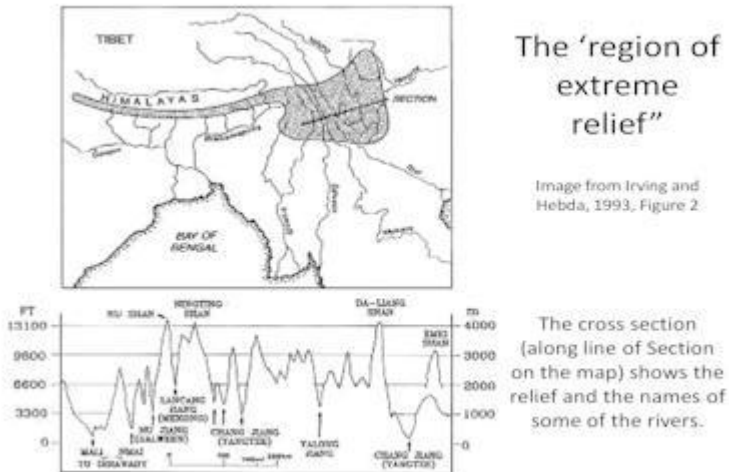 The 'region of
extreme
relief"
Image from Irving and
Hebda, 1993, Figure 2
TIBET
HIMALAYAS
SECTION
BAY OF
BENGAL
FT
NU SHAN
NINGTING
SHAN
DA-LIANG
SHAN
m
13100
9800
6600
3300
0
4000
3000
2000
1000
0
EMEI
SHAN
LANCANG
JIANG
(MEKONG)
NU JIANG
(SALWEEN)
CHANG JIANG
(YANGTZE)
YALONG
JIANG
CHANG JIANG
(YANGTZE)
MALI
NMAI
TO IRRAWADY
The cross section
(along line of Section
on the map) shows the
relief and the names of
some of the rivers.